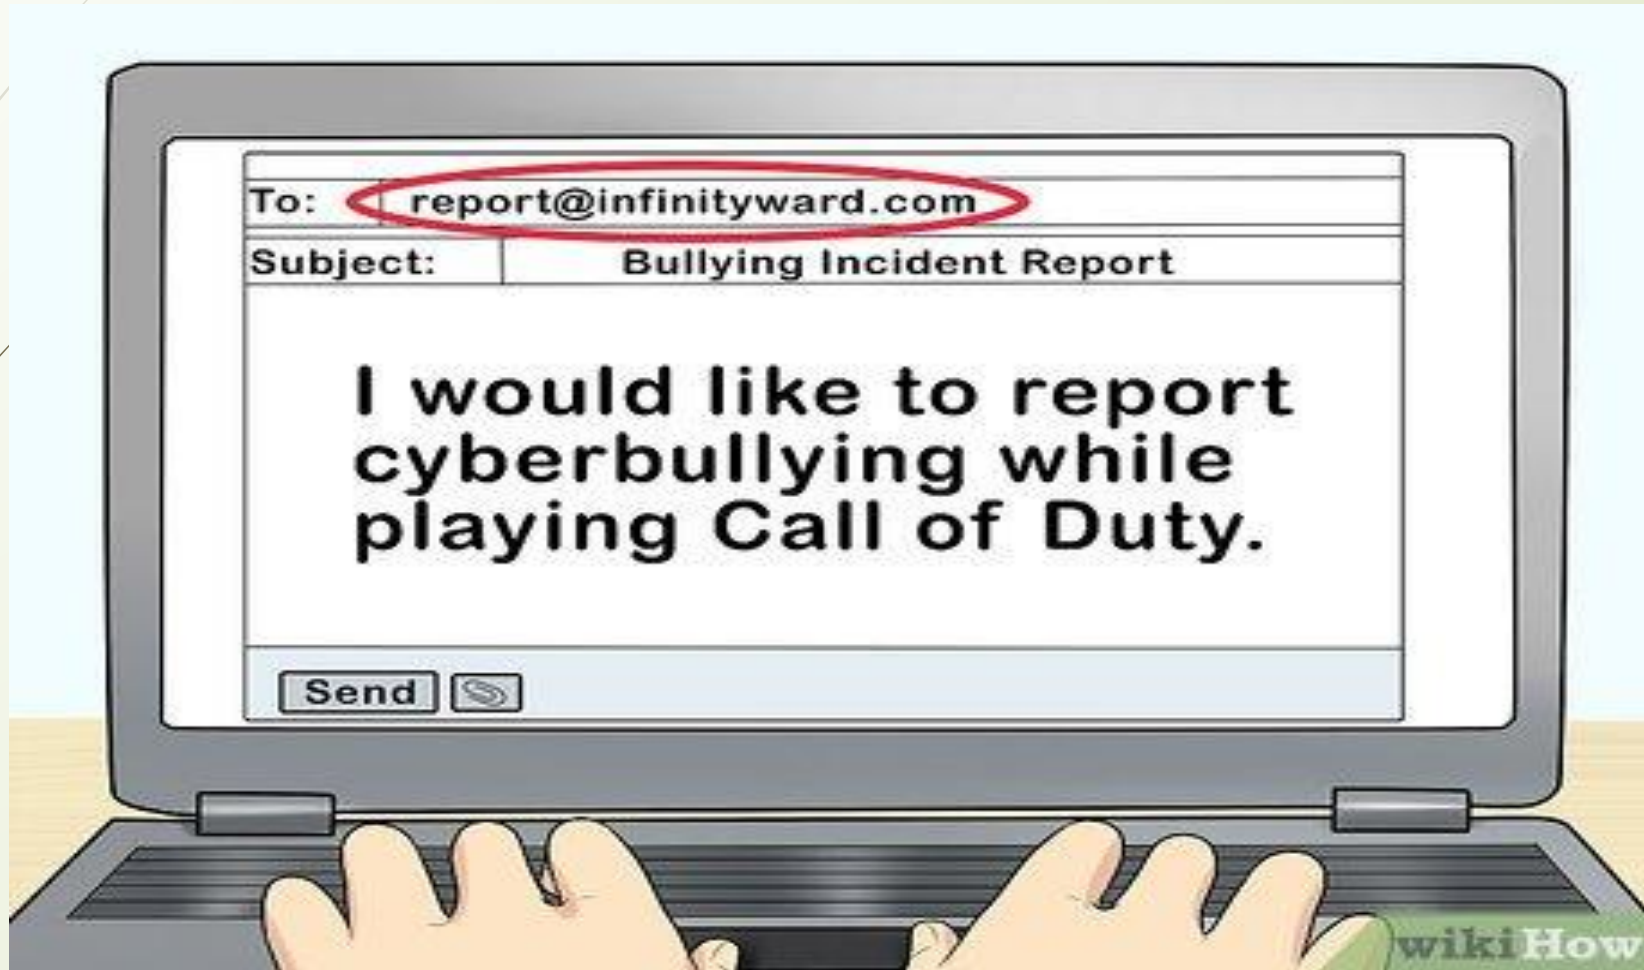 To: report@infinityward.com
Subject: Bullying Incident Report
I would like to report
cyberbullying while
playing Call of Duty.
Send
wikiHow